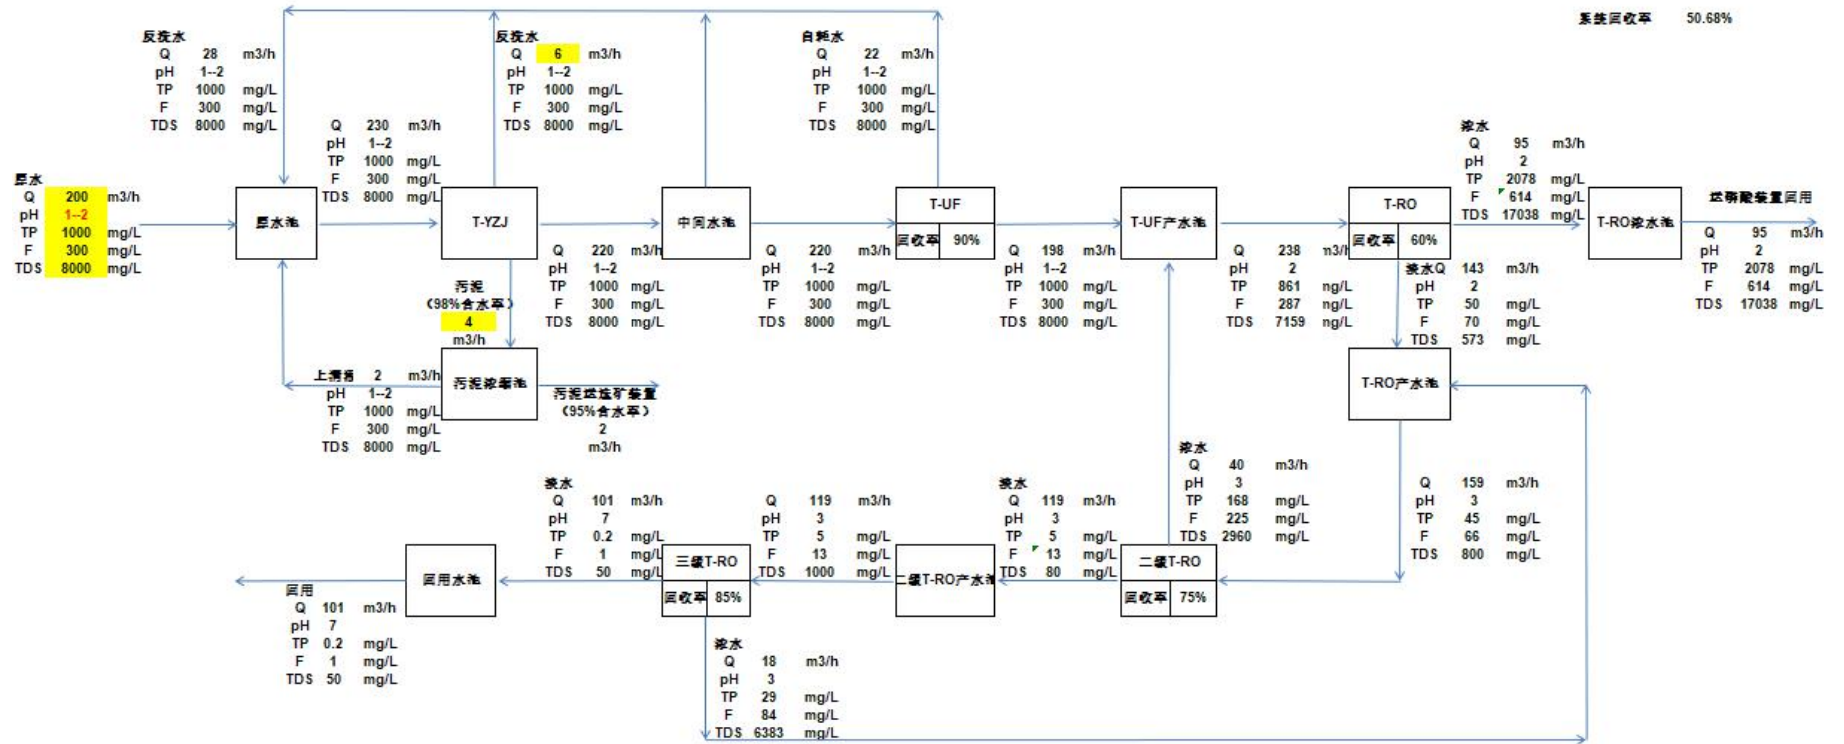 系统回收率 50.68%
反洗水
Q 28 m3/h
pH 1--2
TP 1000 mg/L
F 300 mg/L
TDS 8000 mg/L
反洗水
Q 6 m3/h
pH 1--2
TP 1000 mg/L
F 300 mg/L
TDS 8000 mg/L
自耗水
Q 22 m3/h
pH 1--2
TP 1000 mg/L
F 300 mg/L
TDS 8000 mg/L
原水
Q 200 m3/h
pH 1--2
TP 1000 mg/L
F 300 mg/L
TDS 8000 mg/L
原水池
Q 230 m3/h
pH 1--2
TP 1000 mg/L
F 300 mg/L
TDS 8000 mg/L
T-YZJ
Q 220 m3/h
pH 1--2
TP 1000 mg/L
F 300 mg/L
TDS 8000 mg/L
中间水池
Q 220 m3/h
pH 1--2
TP 1000 mg/L
F 300 mg/L
TDS 8000 mg/L
T-UF
回收率 90%
Q 198 m3/h
pH 1--2
TP 1000 mg/L
F 300 mg/L
TDS 8000 mg/L
T-UF产水池
Q 238 m3/h
pH 2
TP 861 mg/L
F 287 mg/L
TDS 7159 mg/L
T-RO
回收率 60%
浓水
Q 95 m3/h
pH 2
TP 2078 mg/L
F 614 mg/L
TDS 17038 mg/L
T-RO浓水池
送磷酸装置回用
Q 95 m3/h
pH 2
TP 2078 mg/L
F 614 mg/L
TDS 17038 mg/L
淡水Q 143 m3/h
pH 2
TP 50 mg/L
F 70 mg/L
TDS 573 mg/L
T-RO产水池
污泥
（98%含水率）
4
m3/h
污泥浓缩池
上清液 2 m3/h
pH 1--2
TP 1000 mg/L
F 300 mg/L
TDS 8000 mg/L
污泥送选矿装置
（95%含水率）
2
m3/h
Q 159 m3/h
pH 3
TP 45 mg/L
F 66 mg/L
TDS 800 mg/L
浓水
Q 40 m3/h
pH 3
TP 168 mg/L
F 225 mg/L
TDS 2960 mg/L
二级T-RO
回收率 75%
淡水
Q 119 m3/h
pH 3
TP 5 mg/L
F 13 mg/L
TDS 80 mg/L
二级T-RO产水池
Q 119 m3/h
pH 3
TP 5 mg/L
F 13 mg/L
TDS 1000 mg/L
三级T-RO
回收率 85%
淡水
Q 101 m3/h
pH 7
TP 0.2 mg/L
F 1 mg/L
TDS 50 mg/L
回用水池
回用
Q 101 m3/h
pH 7
TP 0.2 mg/L
F 1 mg/L
TDS 50 mg/L
浓水
Q 18 m3/h
pH 3
TP 29 mg/L
F 84 mg/L
TDS 6383 mg/L